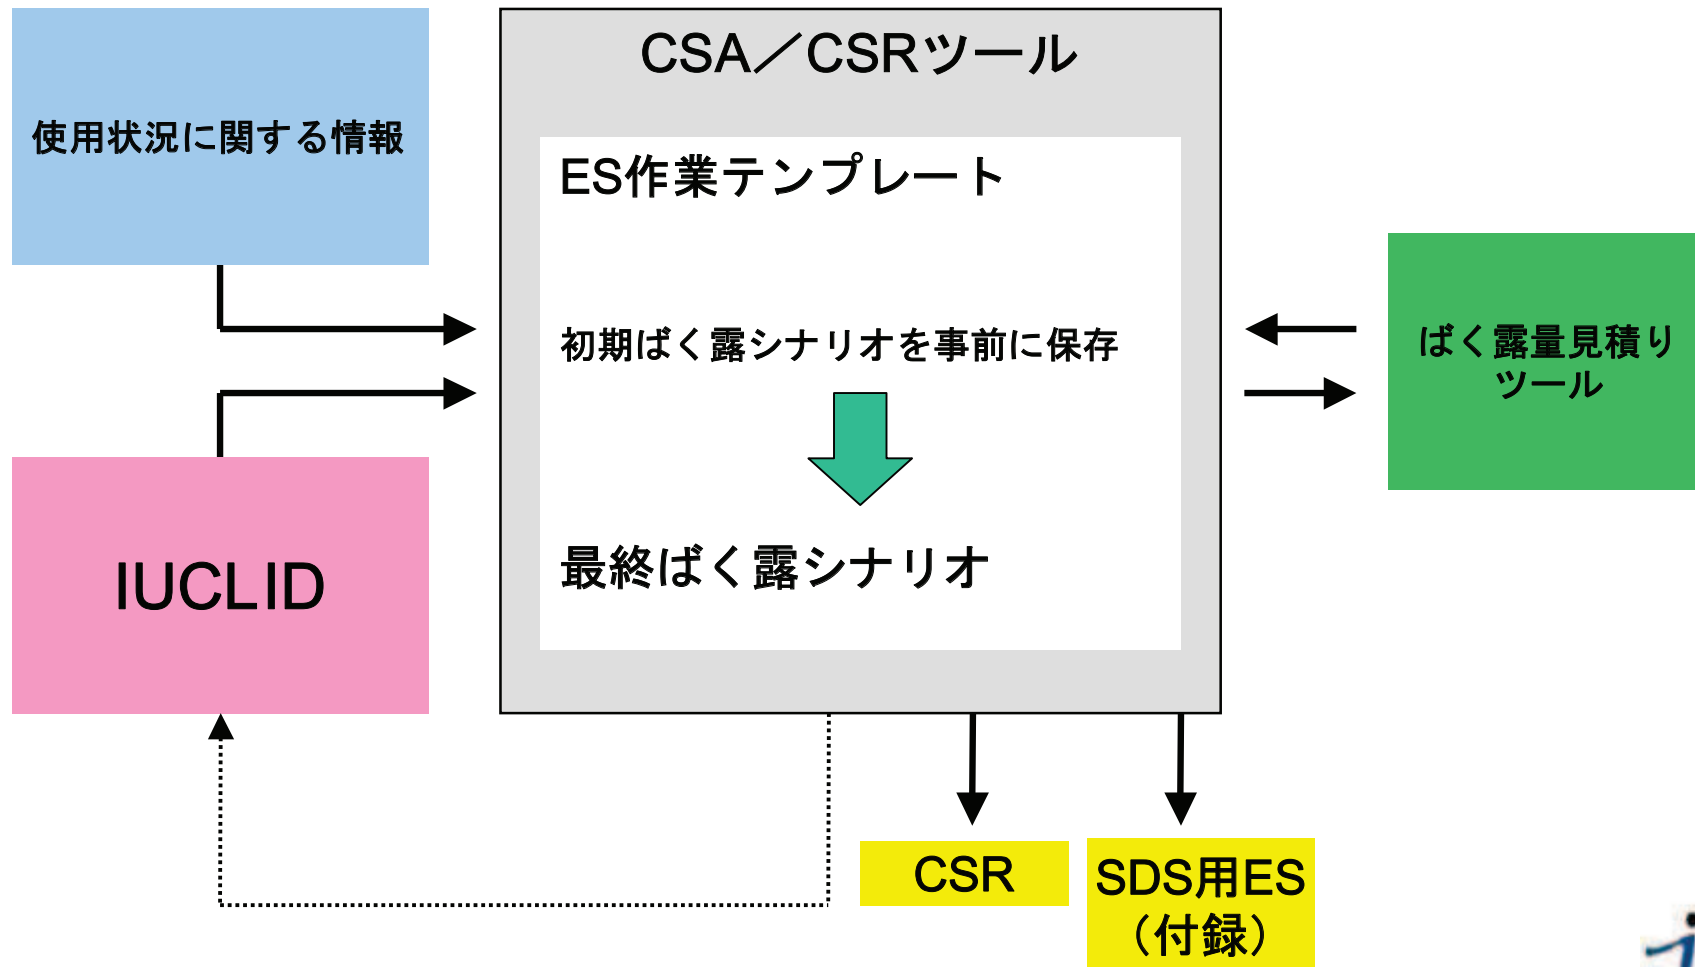 CSA／CSRツール
使用状況に関する情報
ES作業テンプレート
初期ばく露シナリオを事前に保存
ばく露量見積り
ツール
最終ばく露シナリオ
IUCLID
CSR
SDS用ES
（付録）